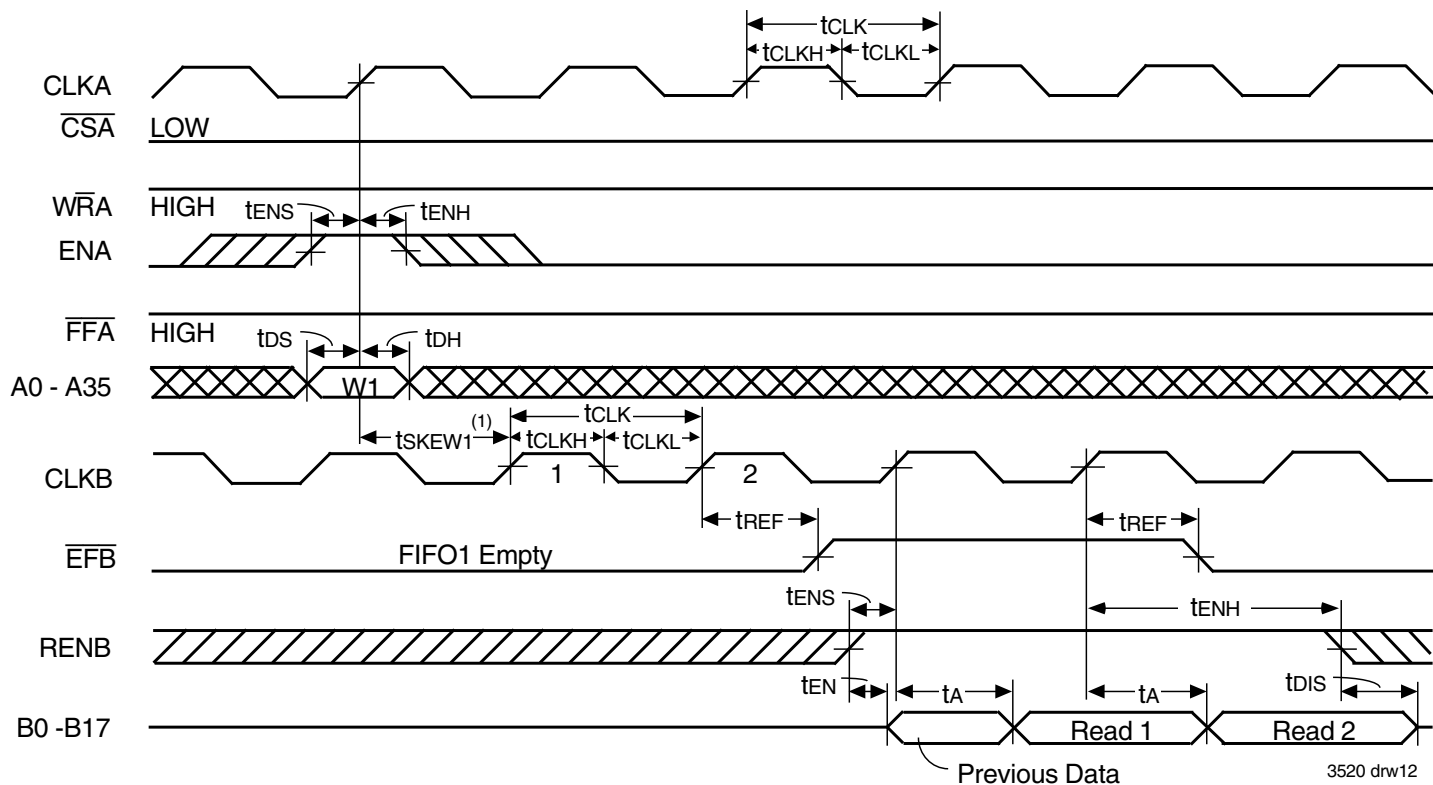 tCLK
tCLKH tCLKL
CLKA
CSA LOW
WRA HIGH
tENS tENH
ENA
FFA HIGH
tDS tDH
A0 - A35 W1
tSKEW1 (1) tCLK
tCLKH tCLKL
CLKB 1 2
tREF tREF
EFB FIFO1 Empty
tENS tENH
RENB
tEN tA tA tDIS
B0 -B17 Read 1 Read 2
Previous Data
3520 drw12